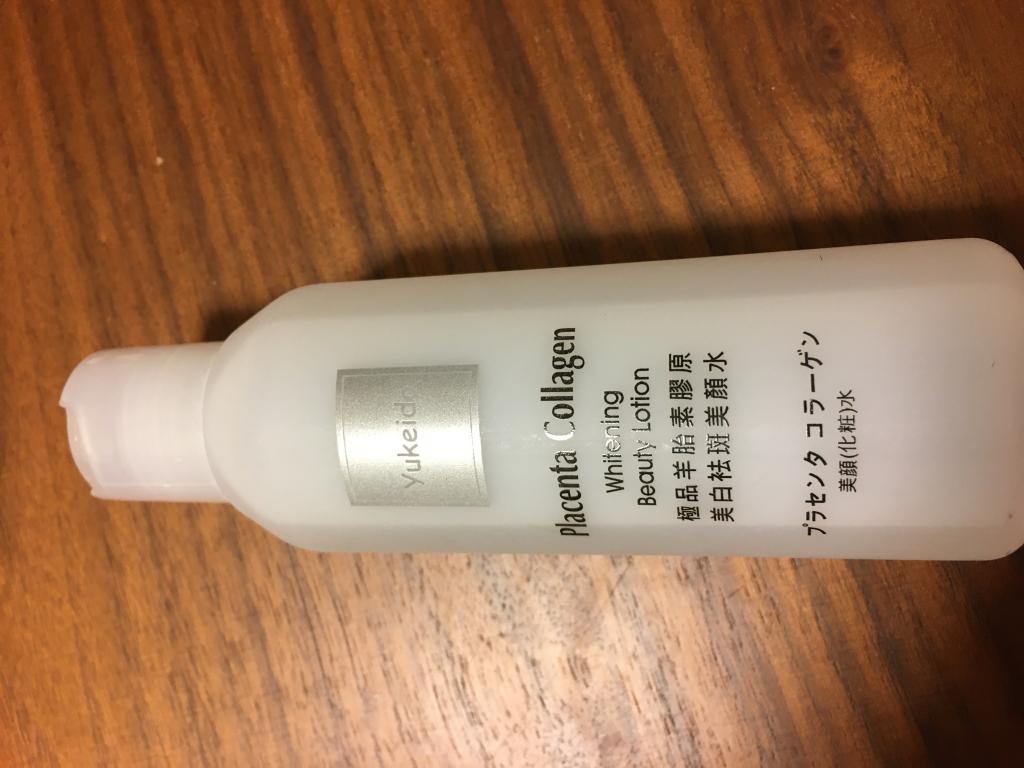 yukeido
Placenta Collagen
Whitening
Beauty Lotion
極品羊胎素膠原
美白袪斑美顏水
プラセンタ コラーゲン
美顔(化粧)水